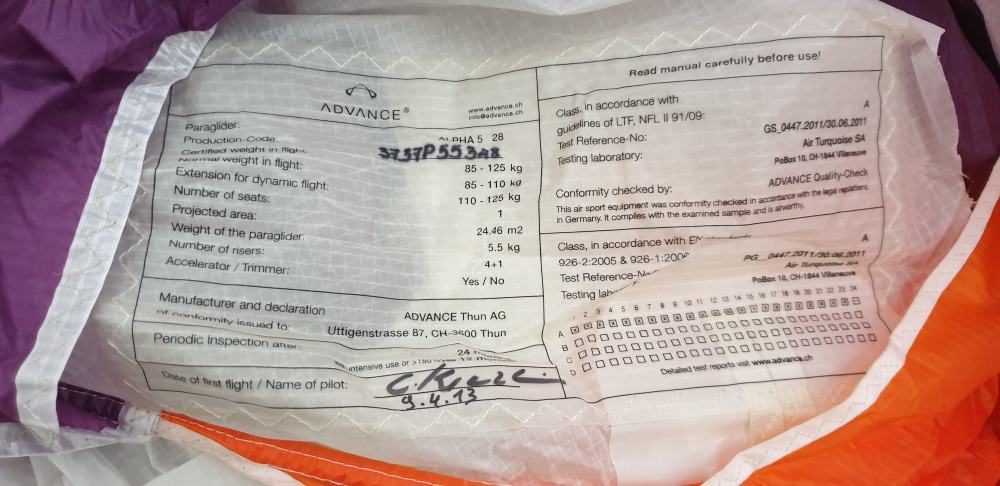 ADVANCE®
www.advance.ch
info@advance.ch
Paraglider: ALPHA 5 28
Production-Code: 3737P55348
Certified weight in flight: 85 - 125 kg
Normal weight in flight: 85 - 110 kg
Extension for dynamic flight: 110 - 125 kg
Number of seats: 1
Projected area: 24.46 m2
Weight of the paraglider: 5.5 kg
Number of risers: 4+1
Accelerator / Trimmer: Yes / No
Manufacturer and declaration
of conformity issued to:
ADVANCE Thun AG
Uttigenstrasse 87, CH-3600 Thun
Periodic Inspection after: 24
intensive use or >150
Date of first flight / Name of pilot:
9.4.13
Read manual carefully before use!
Class, in accordance with
guidelines of LTF, NFL II 91/09: A
Test Reference-No: GS_0447.2011/30.06.2011
Testing laboratory: Air Turquoise SA
PoBox 10, CH-1844 Villeneuve
Conformity checked by: ADVANCE Quality-Check
This air sport equipment was conformity checked in accordance with the legal regulations
in Germany. It complies with the examined sample and is airworthy.
Class, in accordance with EN
926-2:2005 & 926-1:2006 A
Test Reference-No PG_0447.2011/30.06.2011
Testing lab Air Turquoise SA
PoBox 10, CH-1844 Villeneuve
1 2 3 4 5 6 7 8 9 10 11 12 13 14 15 16 17 18 19 20 21 22 23 24
A
B
C
D
Detailed test reports visit www.advance.ch